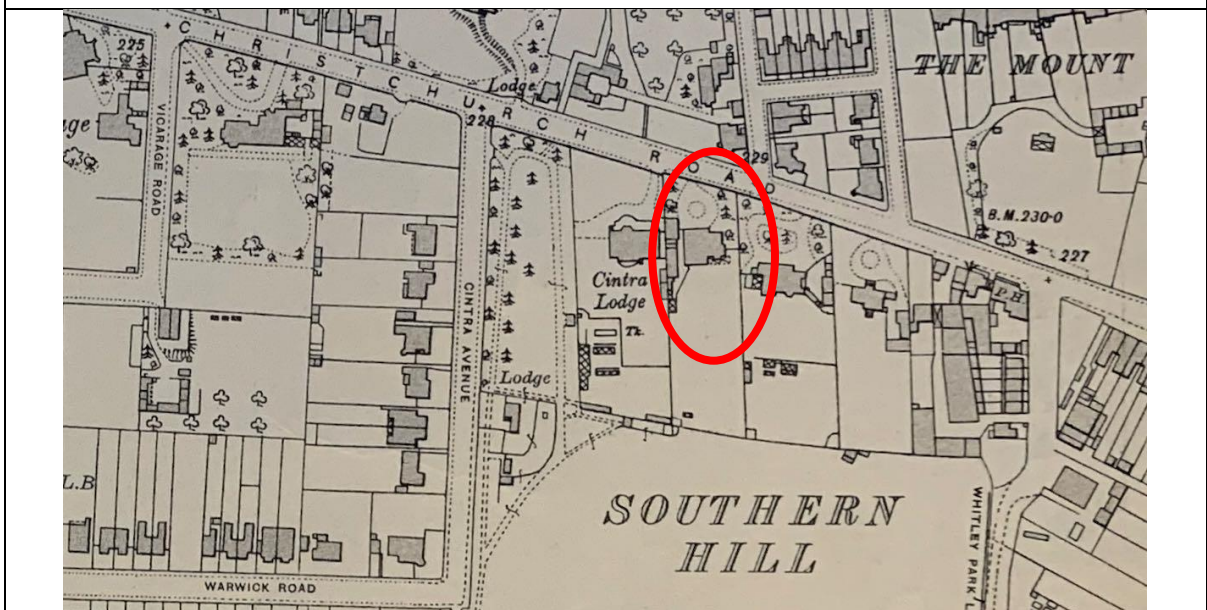 225
CHRISTCHURCH ROAD
THE MOUNT
Lodge
228
VICARAGE ROAD
229
B.M. 230·0
227
Cintra
Lodge
P.H.
CINTRA AVENUE
Tk.
Lodge
L.B
SOUTHERN
HILL
WHITLEY PARK L
WARWICK ROAD